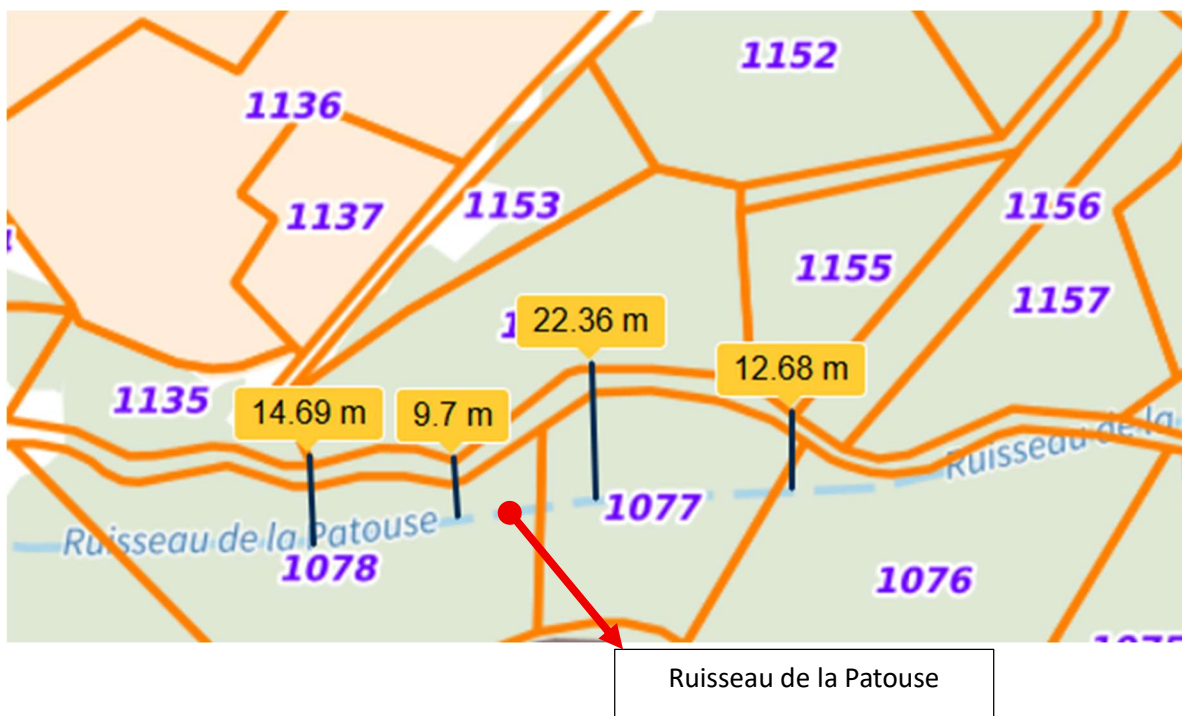 1152
1136
1137
1153
1156
1155
1157
22.36 m
12.68 m
1135
14.69 m
9.7 m
Ruisseau de la
1077
Ruisseau de la Patouse
1078
1076
Ruisseau de la Patouse